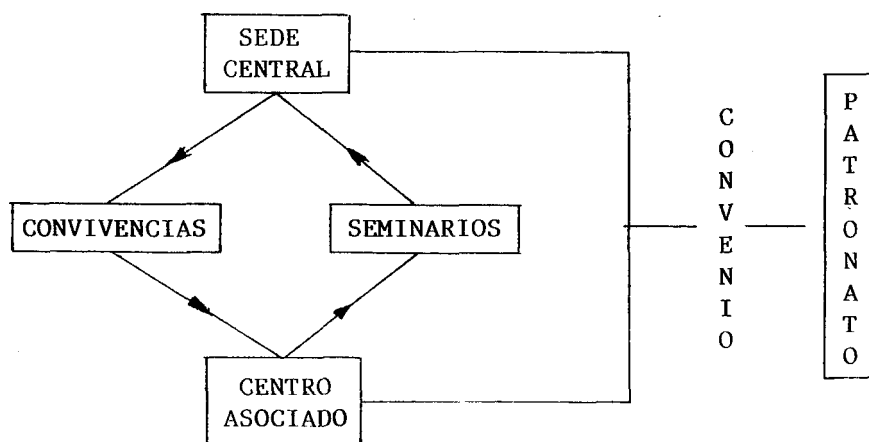 SEDE
CENTRAL
CONVIVENCIAS
SEMINARIOS
CENTRO
ASOCIADO
CONVENIO
PATRONATO